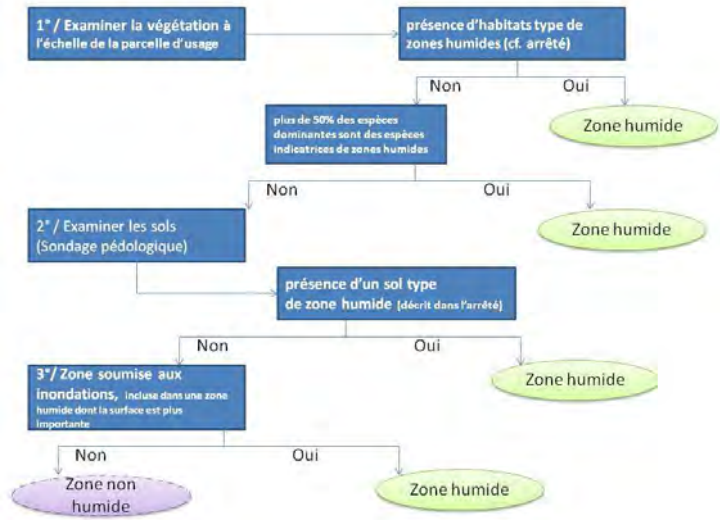 1°/ Examiner la végétation à
l'échelle de la parcelle d'usage
présence d'habitats type de
zones humides (cf. arrêté)
Non
Oui
Zone humide
plus de 50% des espèces
dominantes sont des espèces
indicatrices de zones humides
Non
Oui
Zone humide
2°/ Examiner les sols
(Sondage pédologique)
présence d'un sol type
de zone humide (décrit dans l'arrêté)
Non
Oui
Zone humide
3°/ Zone soumise aux
inondations, incluse dans une zone
humide dont la surface est plus
importante
Non
Oui
Zone non
humide
Zone humide